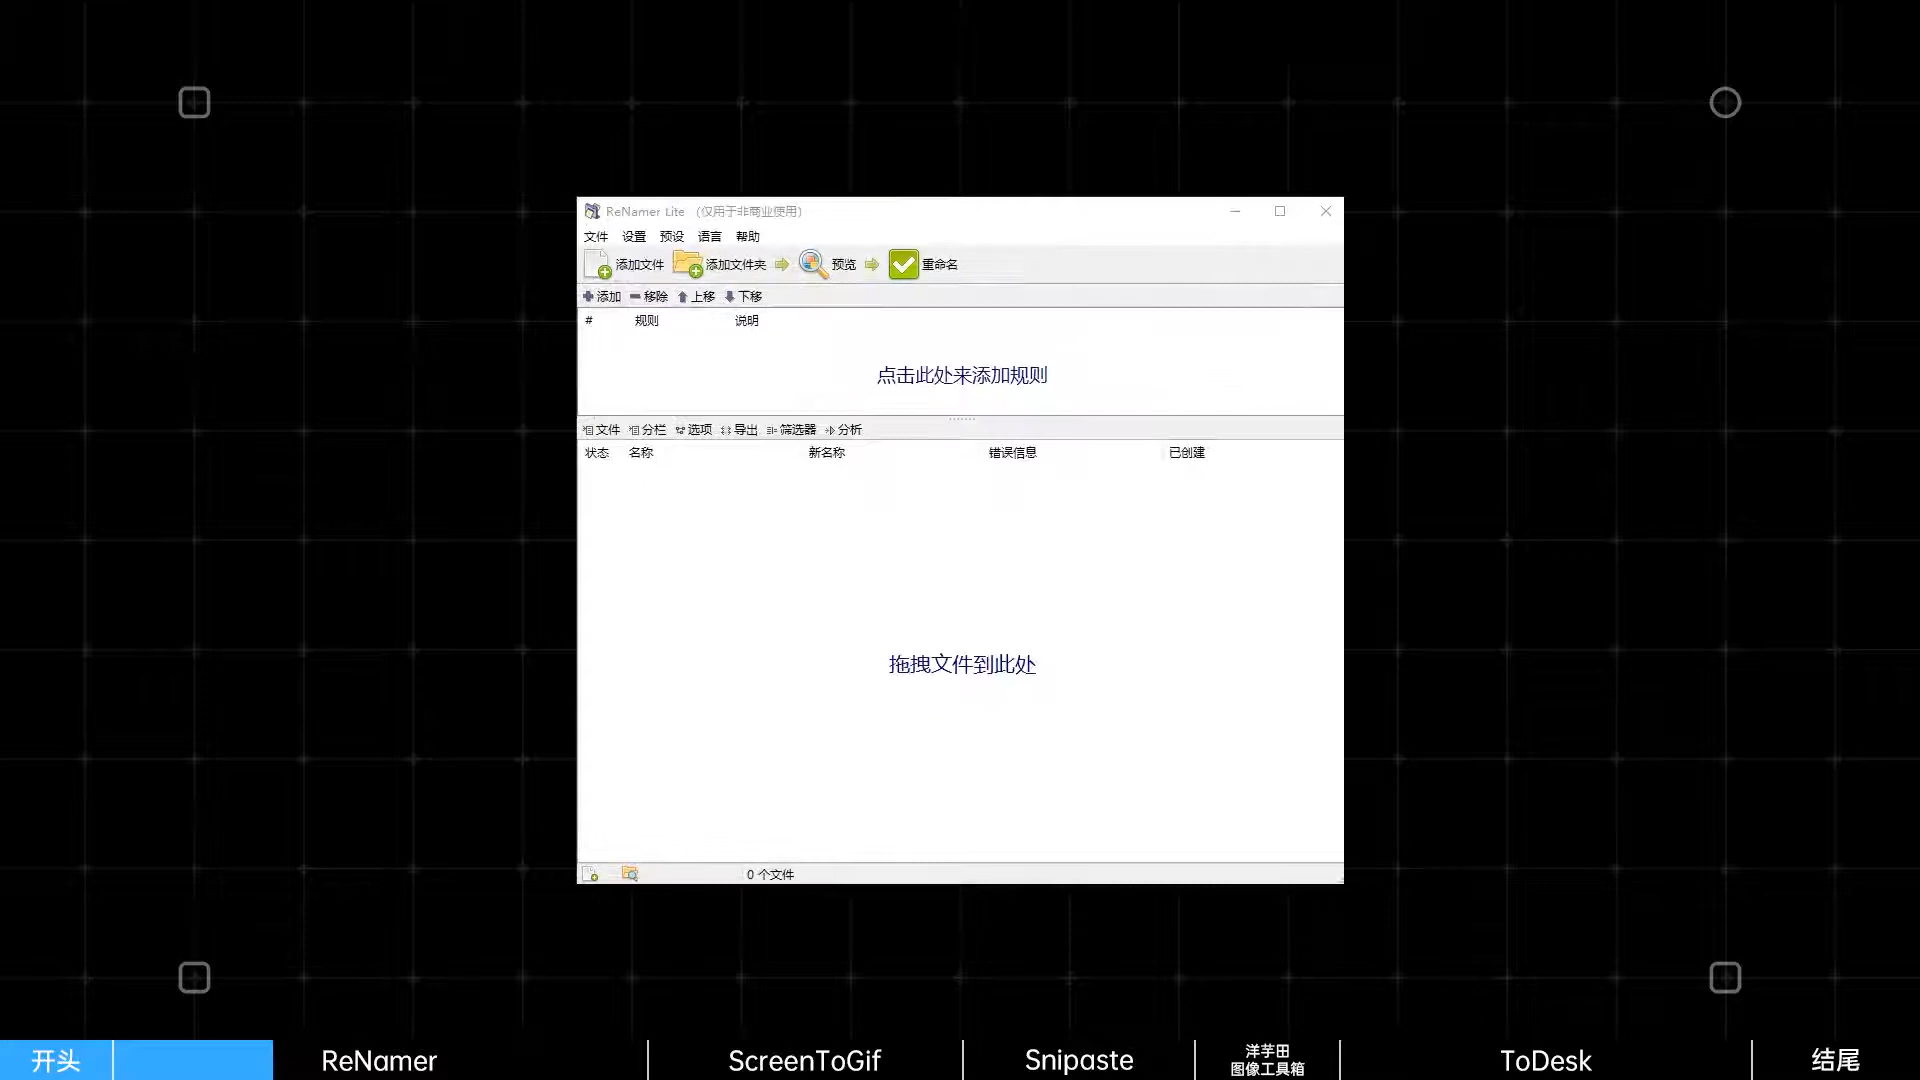 ReNamer Lite (仅用于非商业使用)
文件 设置 预设 语言 帮助
添加文件 添加文件夹 预览 重命名
添加 移除 上移 下移
# 规则 说明
点击此处来添加规则
文件 分栏 选项 导出 筛选器 分析
状态 名称 新名称 错误信息 已创建
拖拽文件到此处
0 个文件
开头 ReNamer ScreenToGif Snipaste 洋芋田 ToDesk 结尾
图像工具箱